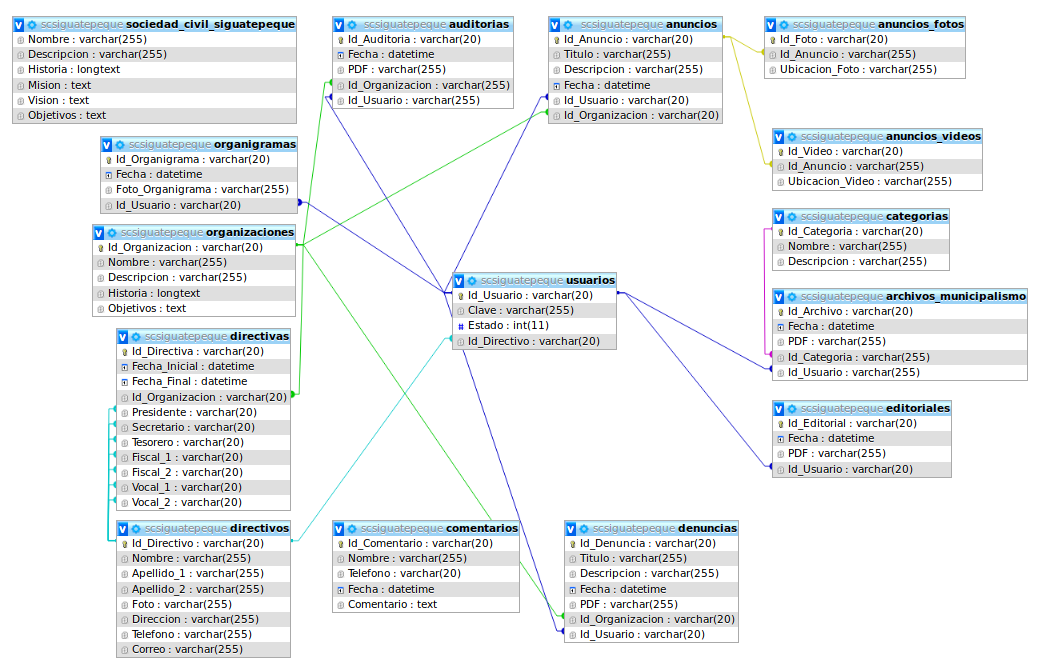 scsiguatepeque sociedad_civil_siguatepeque
Nombre : varchar(255)
Descripcion : varchar(255)
Historia : longtext
Mision : text
Vision : text
Objetivos : text
scsiguatepeque auditorias
Id_Auditoria : varchar(20)
Fecha : datetime
PDF : varchar(255)
Id_Organizacion : varchar(255)
Id_Usuario : varchar(255)
scsiguatepeque anuncios
Id_Anuncio : varchar(20)
Titulo : varchar(255)
Descripcion : varchar(255)
Fecha : datetime
Id_Usuario : varchar(20)
Id_Organizacion : varchar(20)
scsiguatepeque anuncios_fotos
Id_Foto : varchar(20)
Id_Anuncio : varchar(255)
Ubicacion_Foto : varchar(255)
scsiguatepeque anuncios_videos
Id_Video : varchar(20)
Id_Anuncio : varchar(255)
Ubicacion_Video : varchar(255)
scsiguatepeque organigramas
Id_Organigrama : varchar(20)
Fecha : datetime
Foto_Organigrama : varchar(255)
Id_Usuario : varchar(20)
scsiguatepeque categorias
Id_Categoria : varchar(20)
Nombre : varchar(255)
Descripcion : varchar(255)
scsiguatepeque organizaciones
Id_Organizacion : varchar(20)
Nombre : varchar(255)
Descripcion : varchar(255)
Historia : longtext
Objetivos : text
scsiguatepeque usuarios
Id_Usuario : varchar(20)
Clave : varchar(255)
Estado : int(11)
Id_Directivo : varchar(20)
scsiguatepeque archivos_municipalismo
Id_Archivo : varchar(20)
Fecha : datetime
PDF : varchar(255)
Id_Categoria : varchar(255)
Id_Usuario : varchar(255)
scsiguatepeque directivas
Id_Directiva : varchar(20)
Fecha_Inicial : datetime
Fecha_Final : datetime
Id_Organizacion : varchar(20)
Presidente : varchar(20)
Secretario : varchar(20)
Tesorero : varchar(20)
Fiscal_1 : varchar(20)
Fiscal_2 : varchar(20)
Vocal_1 : varchar(20)
Vocal_2 : varchar(20)
scsiguatepeque editoriales
Id_Editorial : varchar(20)
Fecha : datetime
PDF : varchar(255)
Id_Usuario : varchar(20)
scsiguatepeque directivos
Id_Directivo : varchar(20)
Nombre : varchar(255)
Apellido_1 : varchar(255)
Apellido_2 : varchar(255)
Foto : varchar(255)
Direccion : varchar(255)
Telefono : varchar(255)
Correo : varchar(255)
scsiguatepeque comentarios
Id_Comentario : varchar(20)
Nombre : varchar(255)
Telefono : varchar(20)
Fecha : datetime
Comentario : text
scsiguatepeque denuncias
Id_Denuncia : varchar(20)
Titulo : varchar(255)
Descripcion : varchar(255)
Fecha : datetime
PDF : varchar(255)
Id_Organizacion : varchar(20)
Id_Usuario : varchar(20)